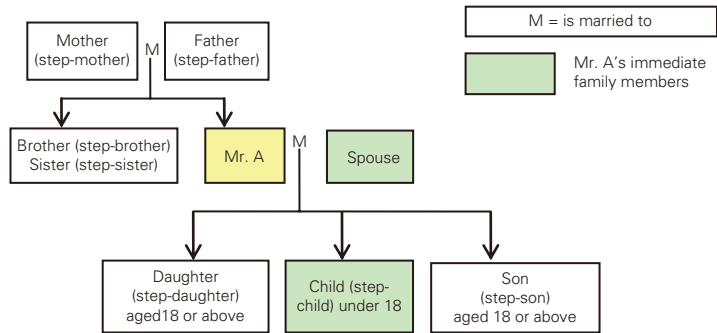 M = is married to
Mother
(step-mother)
M
Father
(step-father)
Mr. A's immediate
family members
Brother (step-brother)
Sister (step-sister)
Mr. A
M
Spouse
Daughter
(step-daughter)
aged18 or above
Child (step-
child) under 18
Son
(step-son)
aged 18 or above